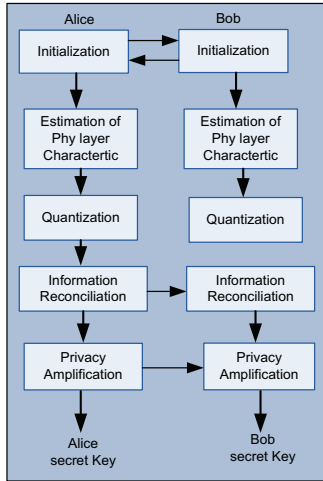 Alice
Bob
Initialization
Initialization
Estimation of
Phy layer
Charactertic
Estimation of
Phy layer
Charactertic
Quantization
Quantization
Information
Reconciliation
Information
Reconciliation
Privacy
Amplification
Privacy
Amplification
Alice
secret Key
Bob
secret Key